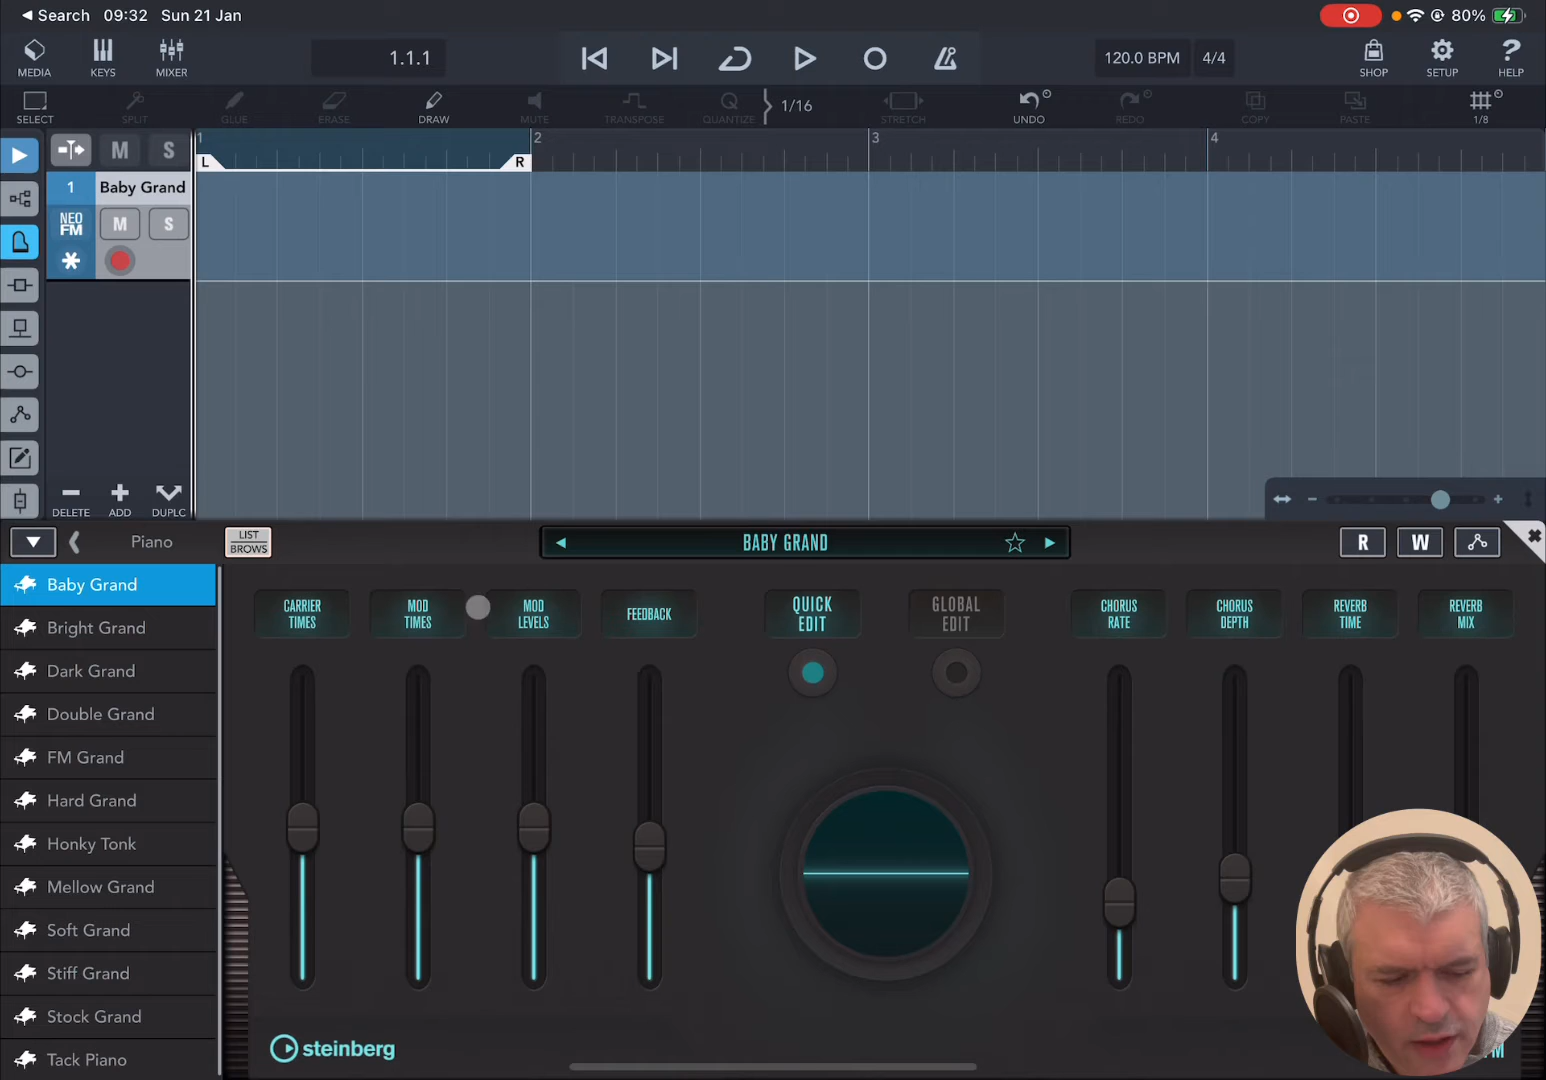 Search 09:32 Sun 21 Jan
80%
MEDIA KEYS MIXER
1.1.1
120.0 BPM 4/4
SHOP SETUP HELP
SELECT SPLIT GLUE ERASE DRAW MUTE TRANSPOSE QUANTIZE 1/16 STRETCH UNDO REDO COPY PASTE 1/8
M S
1 2 3 4
L R
1 Baby Grand
NEO
FM
M S
DELETE ADD DUPLC
Piano
LIST
BROWS
BABY GRAND
R W
Baby Grand
Bright Grand
Dark Grand
Double Grand
FM Grand
Hard Grand
Honky Tonk
Mellow Grand
Soft Grand
Stiff Grand
Stock Grand
Tack Piano
CARRIER
TIMES
MOD
TIMES
MOD
LEVELS
FEEDBACK
QUICK
EDIT
GLOBAL
EDIT
CHORUS
RATE
CHORUS
DEPTH
REVERB
TIME
REVERB
MIX
steinberg